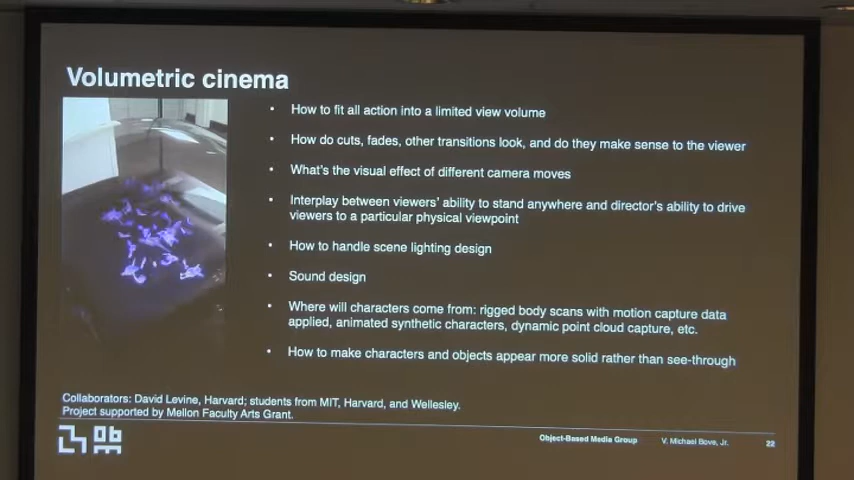 Volumetric cinema
• How to fit all action into a limited view volume
• How do cuts, fades, other transitions look, and do they make sense to the viewer
• What's the visual effect of different camera moves
• Interplay between viewers' ability to stand anywhere and director's ability to drive
viewers to a particular physical viewpoint
• How to handle scene lighting design
• Sound design
• Where will characters come from: rigged body scans with motion capture data
applied, animated synthetic characters, dynamic point cloud capture, etc.
• How to make characters and objects appear more solid rather than see-through
Collaborators: David Levine, Harvard; students from MIT, Harvard, and Wellesley.
Project supported by Mellon Faculty Arts Grant.
Object-Based Media Group V. Michael Bove, Jr. 22